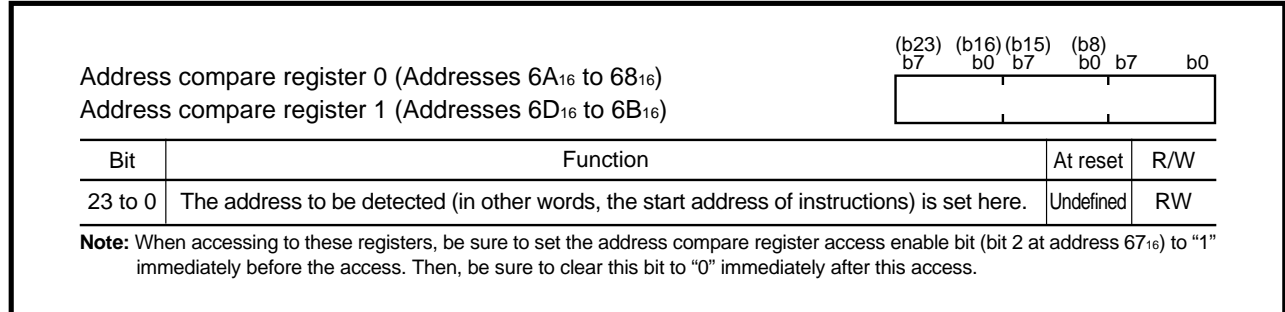 (b23) (b16) (b15) (b8)
b7 b0 b7 b0 b7 b0
Address compare register 0 (Addresses 6A₁₆ to 68₁₆)
Address compare register 1 (Addresses 6D₁₆ to 6B₁₆)
Bit Function At reset R/W
23 to 0 The address to be detected (in other words, the start address of instructions) is set here. Undefined RW
Note: When accessing to these registers, be sure to set the address compare register access enable bit (bit 2 at address 67₁₆) to “1”
immediately before the access. Then, be sure to clear this bit to “0” immediately after this access.